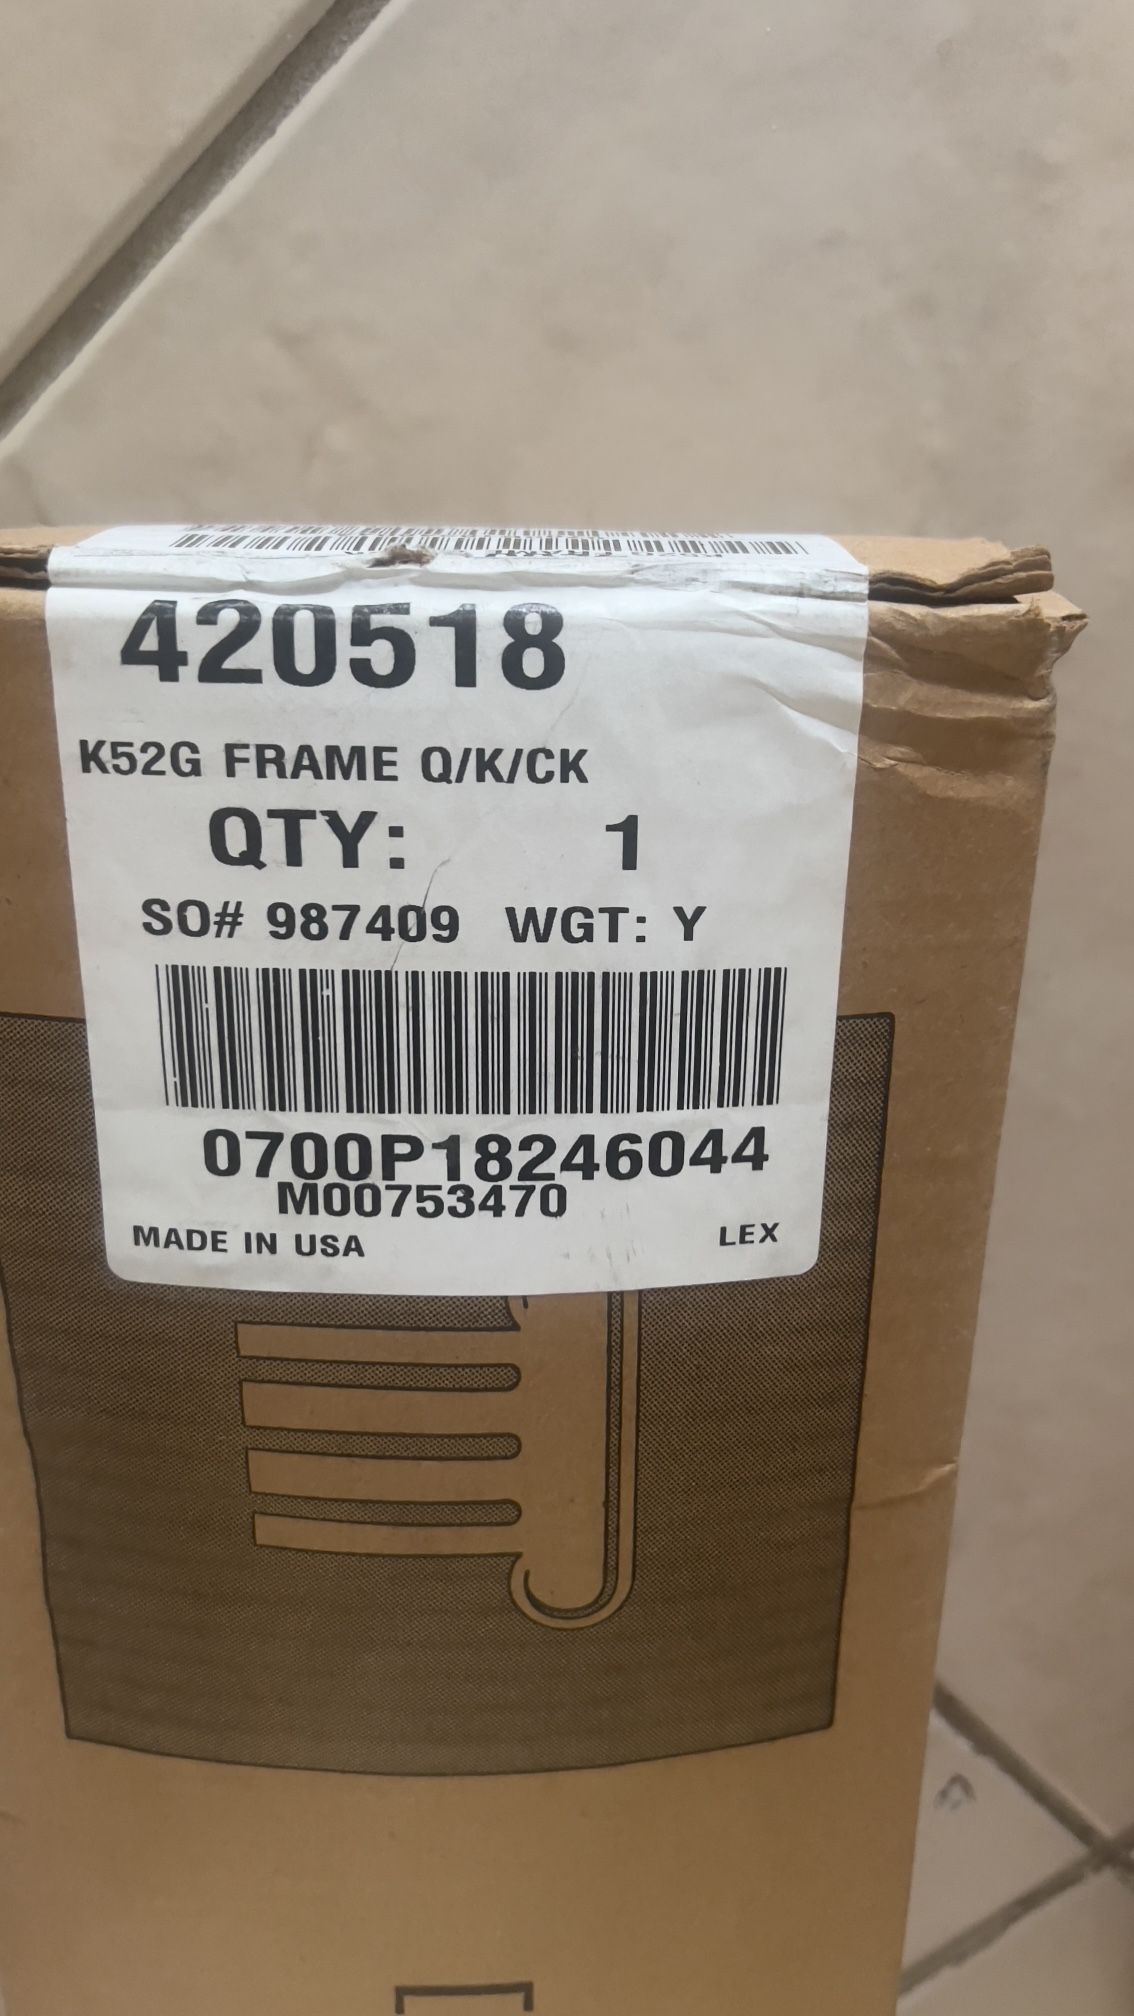 420518
K52G FRAME Q/K/CK
QTY: 1
SO# 987409 WGT: Y
0700P18246044
M00753470
MADE IN USA LEX